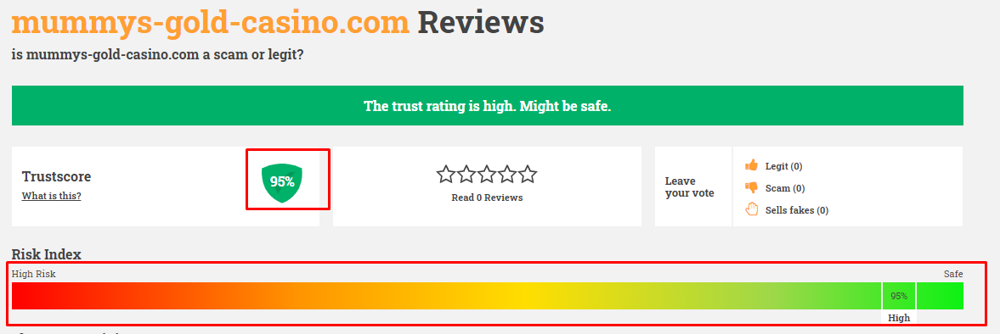 mummys-gold-casino.com Reviews
is mummys-gold-casino.com a scam or legit?
The trust rating is high. Might be safe.
Trustscore
What is this?
95%
Read 0 Reviews
Leave
your vote
Legit (0)
Scam (0)
Sells fakes (0)
Risk Index
High Risk
Safe
95%
High